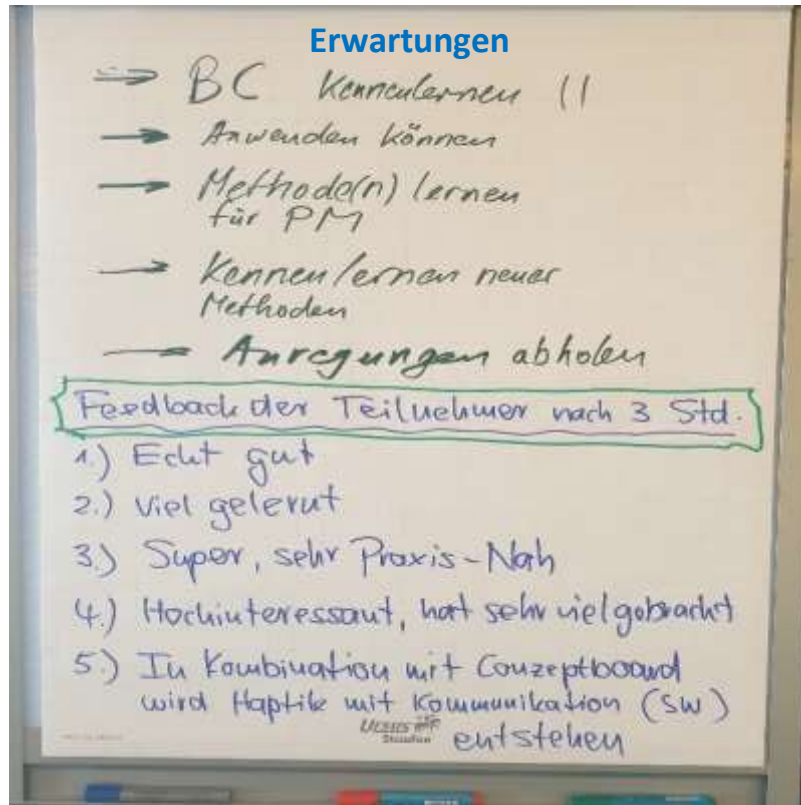 Erwartungen
→ BC Kennenlernen ||
→ Anwenden können
→ Methode(n) lernen
für PM
→ Kennenlernen neuer
Methoden
→ Anregungen abholen
Feedback der Teilnehmer nach 3 Std.
1.) Echt gut
2.) Viel gelernt
3.) Super, sehr Praxis-Nah
4.) Hochinteressant, hat sehr viel gebracht
5.) In Kombination mit Conzeptboard
wird Haptik mit Kommunikation (SW)
entstehen